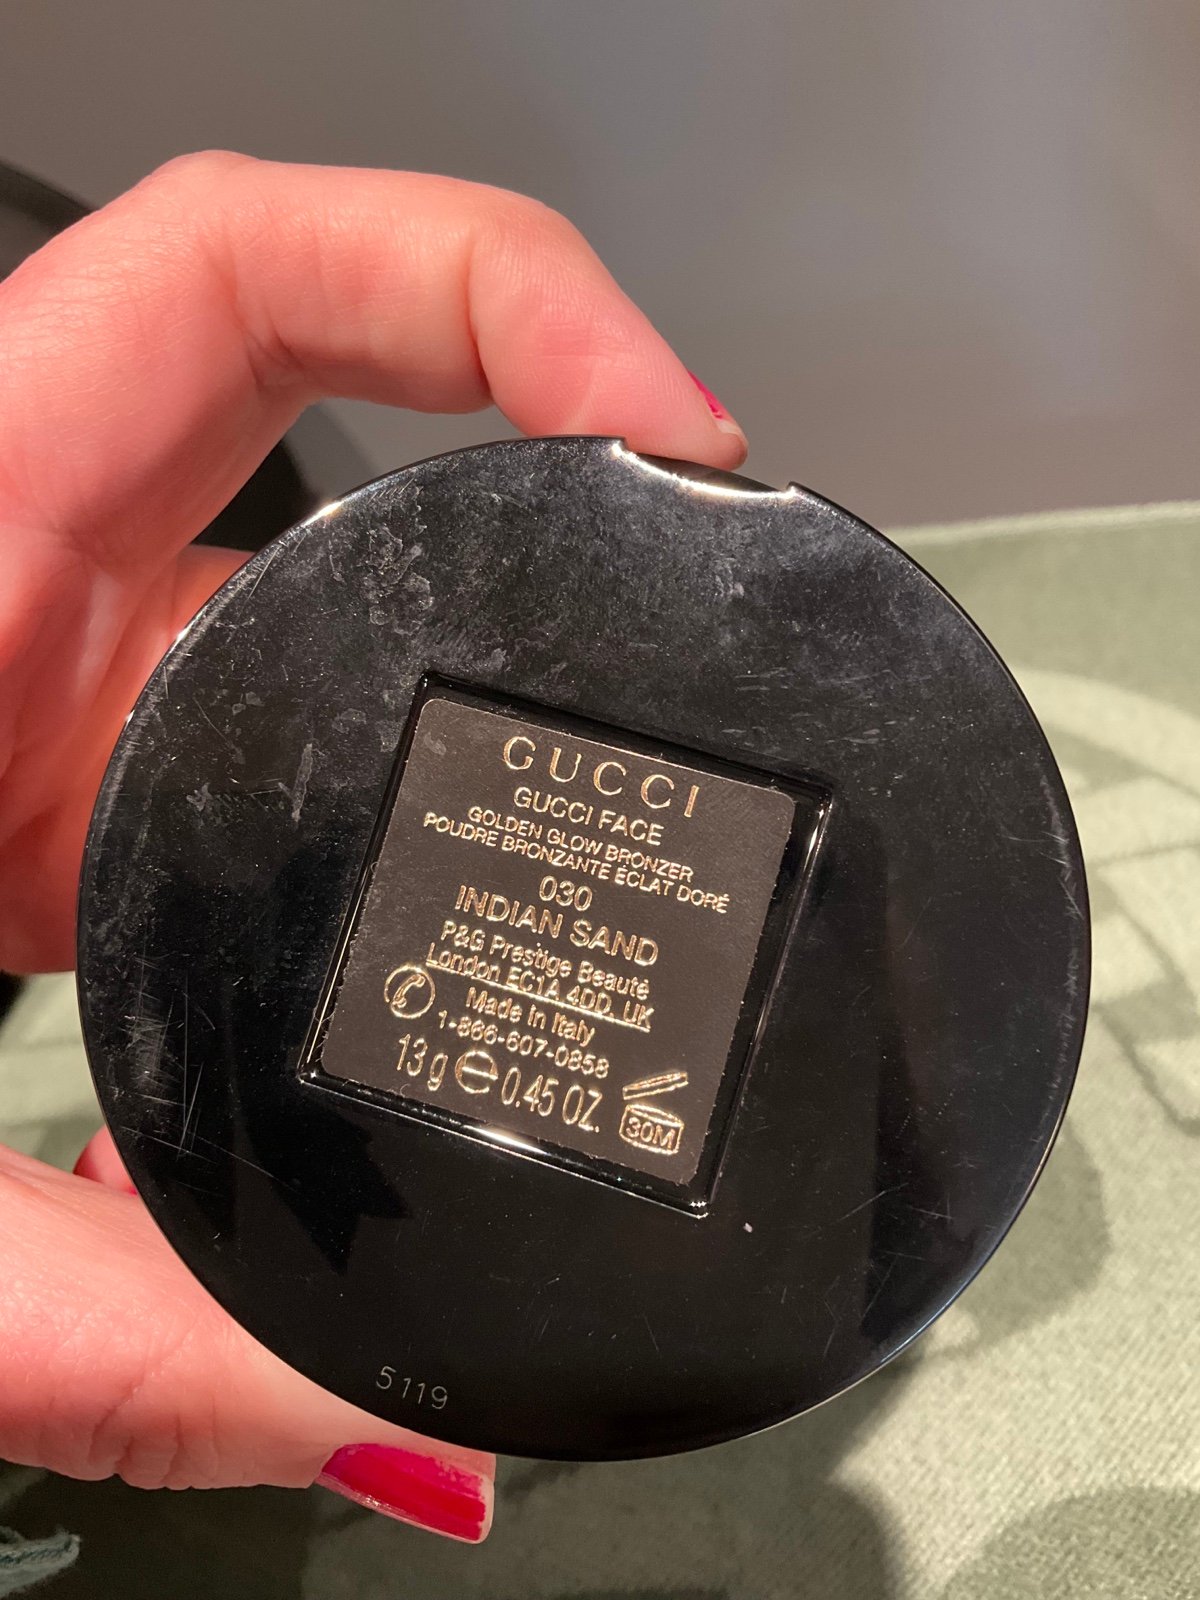 GUCCI
GUCCI FACE
GOLDEN GLOW BRONZER
POUDRE BRONZANTE ÉCLAT DORÉ
030
INDIAN SAND
P&G Prestige Beauté
London EC1A 4DD, UK
Made in Italy
1-866-607-0858
13 g e 0.45 OZ.
30M
5119